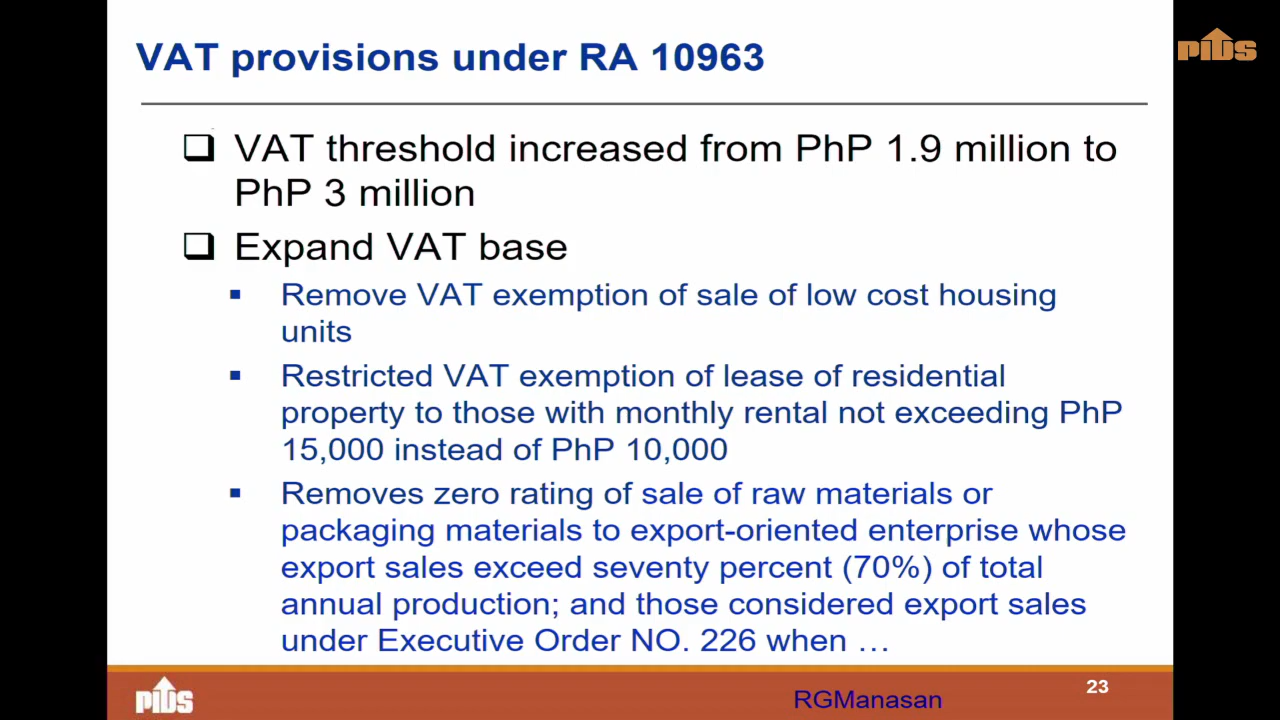 VAT provisions under RA 10963
PIDS
VAT threshold increased from PhP 1.9 million to
PhP 3 million
Expand VAT base
Remove VAT exemption of sale of low cost housing
units
Restricted VAT exemption of lease of residential
property to those with monthly rental not exceeding PhP
15,000 instead of PhP 10,000
Removes zero rating of sale of raw materials or
packaging materials to export-oriented enterprise whose
export sales exceed seventy percent (70%) of total
annual production; and those considered export sales
under Executive Order NO. 226 when …
PIDS
RGManasan
23